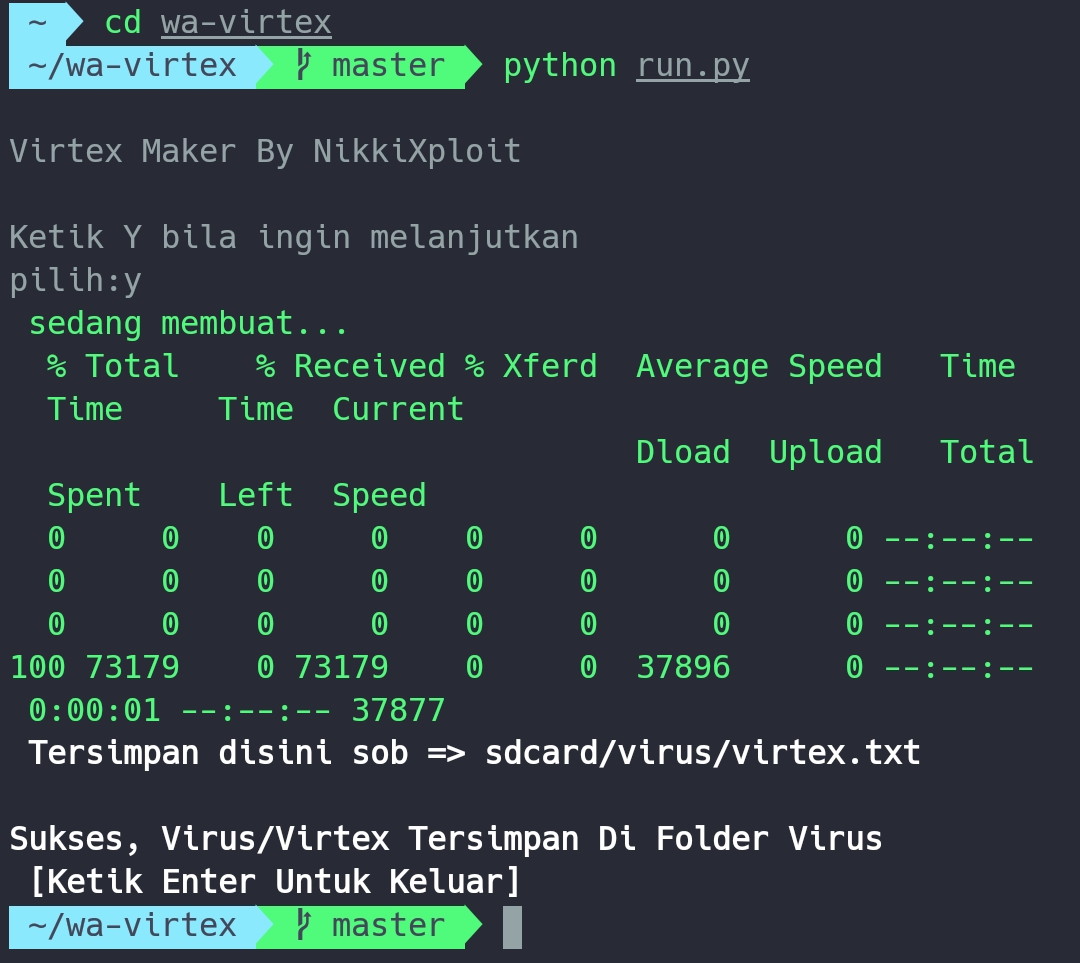 ~ cd wa-virtex
~/wa-virtex master python run.py
Virtex Maker By NikkiXploit
Ketik Y bila ingin melanjutkan
pilih:y
sedang membuat...
% Total % Received % Xferd Average Speed Time
Time Time Current
Dload Upload Total
Spent Left Speed
0 0 0 0 0 0 0 0 --:--:--
0 0 0 0 0 0 0 0 --:--:--
0 0 0 0 0 0 0 0 --:--:--
100 73179 0 73179 0 0 37896 0 --:--:--
0:00:01 --:--:-- 37877
Tersimpan disini sob => sdcard/virus/virtex.txt
Sukses, Virus/Virtex Tersimpan Di Folder Virus
[Ketik Enter Untuk Keluar]
~/wa-virtex master